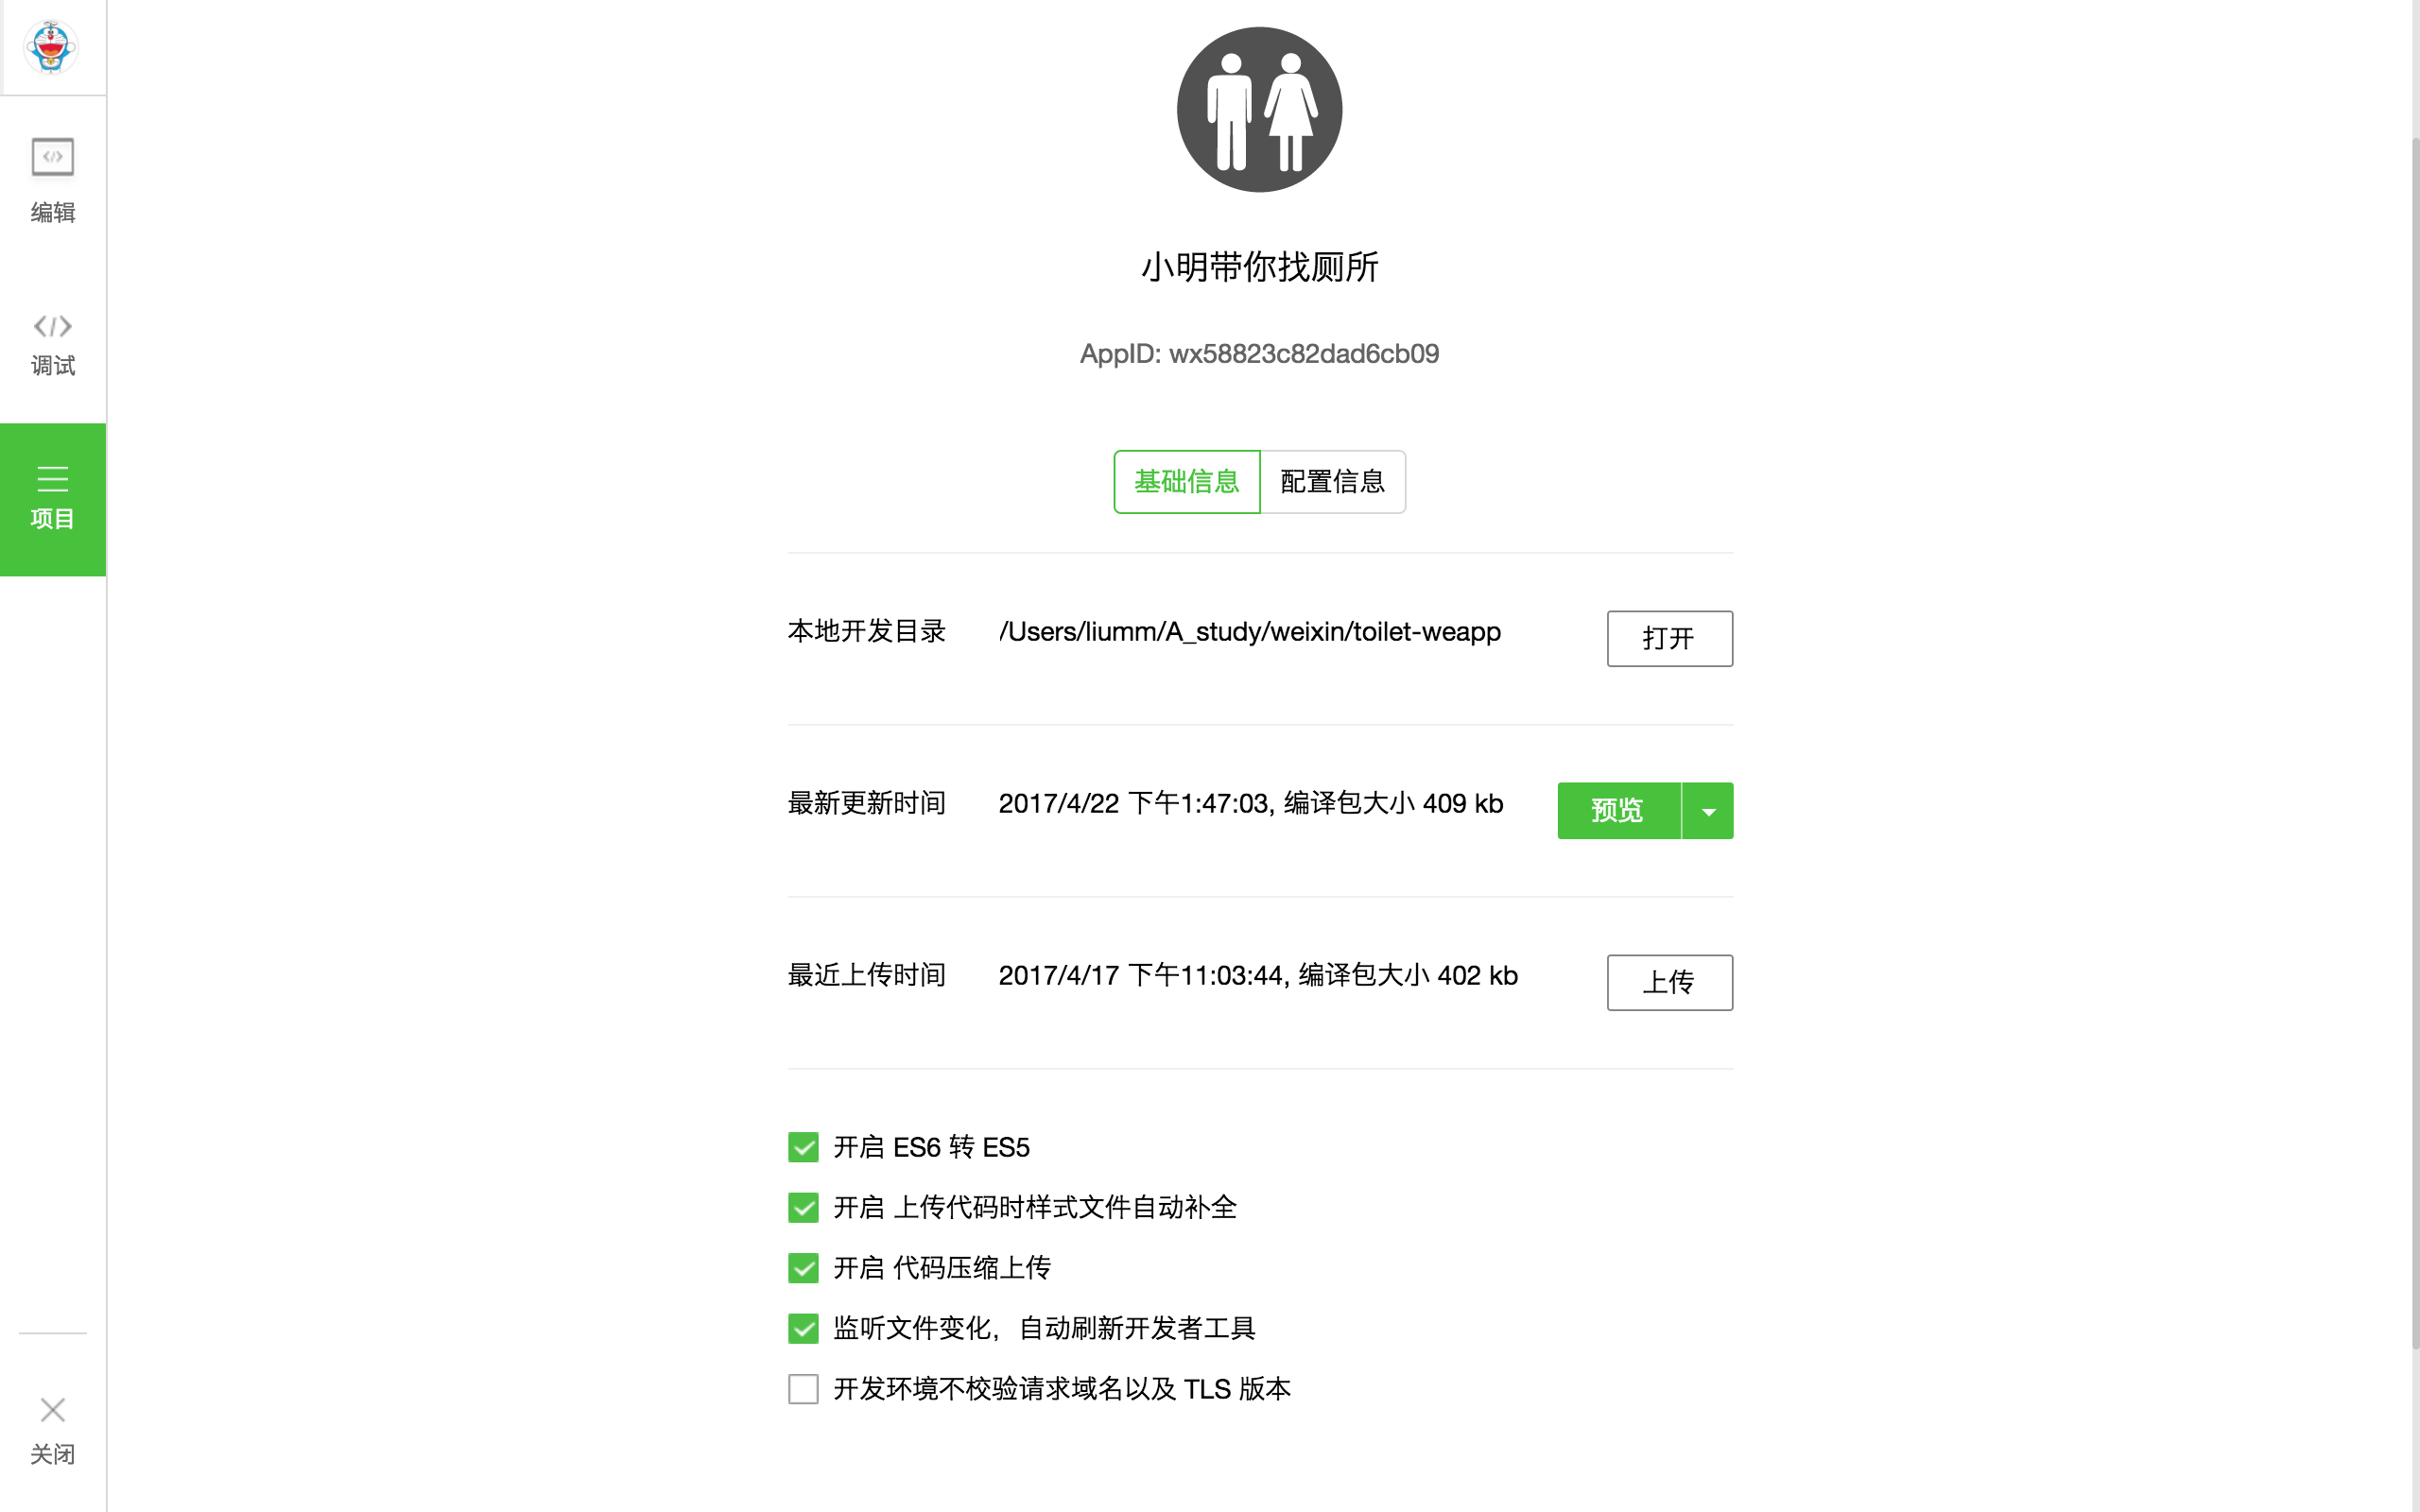 编辑
调试
项目
关闭
小明带你找厕所
AppID: wx58823c82dad6cb09
基础信息 配置信息
本地开发目录 /Users/liumm/A_study/weixin/toilet-weapp 打开
最新更新时间 2017/4/22 下午1:47:03, 编译包大小 409 kb 预览
最近上传时间 2017/4/17 下午11:03:44, 编译包大小 402 kb 上传
开启 ES6 转 ES5
开启 上传代码时样式文件自动补全
开启 代码压缩上传
监听文件变化，自动刷新开发者工具
开发环境不校验请求域名以及 TLS 版本